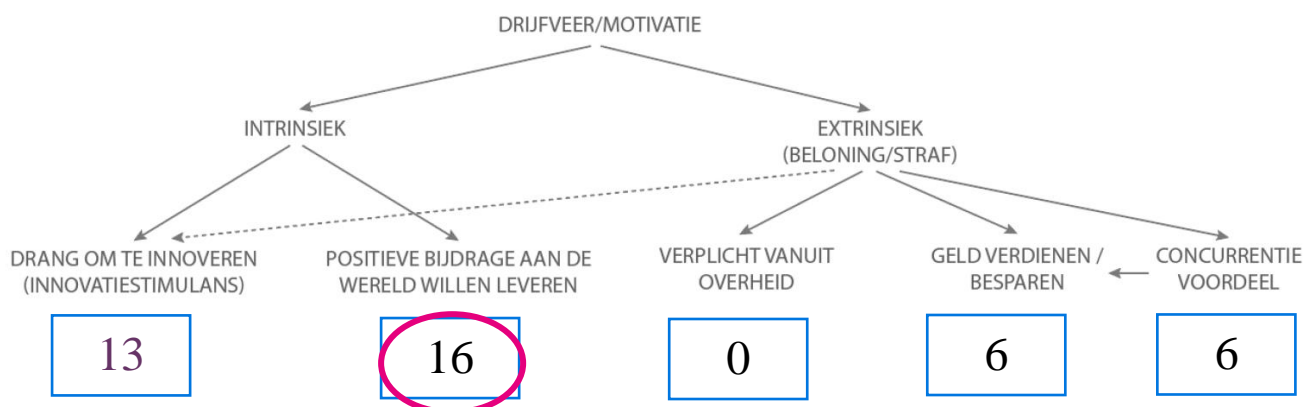 DRIJFVEER/MOTIVATIE
INTRINSIEK
EXTRINSIEK
(BELONING/STRAF)
DRANG OM TE INNOVEREN
(INNOVATIESTIMULANS)
POSITIEVE BIJDRAGE AAN DE
WERELD WILLEN LEVEREN
VERPLICHT VANUIT
OVERHEID
GELD VERDIENEN /
BESPAREN
CONCURRENTIE
VOORDEEL
13
16
0
6
6